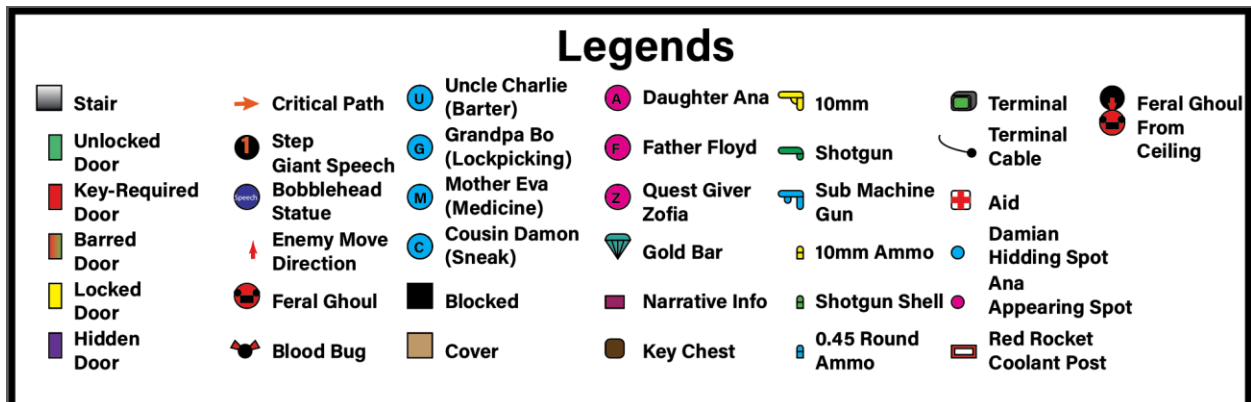 Legends
Stair
Unlocked
Door
Key-Required
Door
Barred
Door
Locked
Door
Hidden
Door
Critical Path
1
Step
Giant Speech
Speech
Bobblehead
Statue
Enemy Move
Direction
Feral Ghoul
Blood Bug
U
Uncle Charlie
(Barter)
G
Grandpa Bo
(Lockpicking)
M
Mother Eva
(Medicine)
C
Cousin Damon
(Sneak)
Blocked
Cover
A
Daughter Ana
F
Father Floyd
Z
Quest Giver
Zofia
Gold Bar
Narrative Info
Key Chest
10mm
Shotgun
Sub Machine
Gun
10mm Ammo
Shotgun Shell
0.45 Round
Ammo
Terminal
Terminal
Cable
Aid
Damian
Hidding Spot
Ana
Appearing Spot
Red Rocket
Coolant Post
Feral Ghoul
From
Ceiling